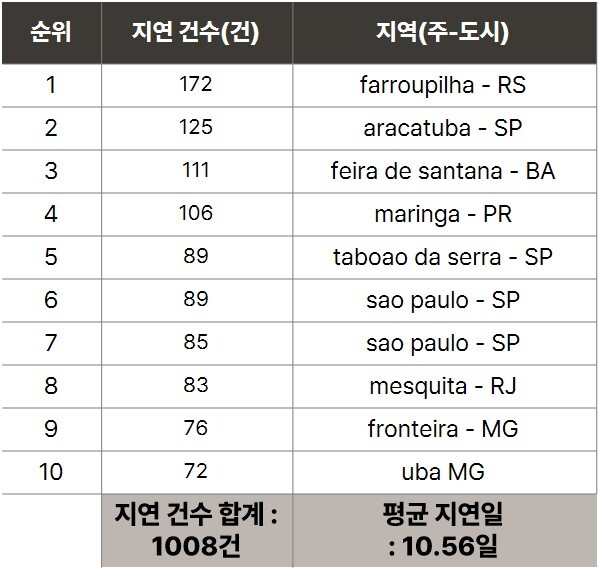 순위 지연 건수(건) 지역(주-도시)
1 172 farroupilha - RS
2 125 aracatuba - SP
3 111 feira de santana - BA
4 106 maringa - PR
5 89 taboao da serra - SP
6 89 sao paulo - SP
7 85 sao paulo - SP
8 83 mesquita - RJ
9 76 fronteira - MG
10 72 uba MG
지연 건수 합계 : 평균 지연일
1008건 : 10.56일